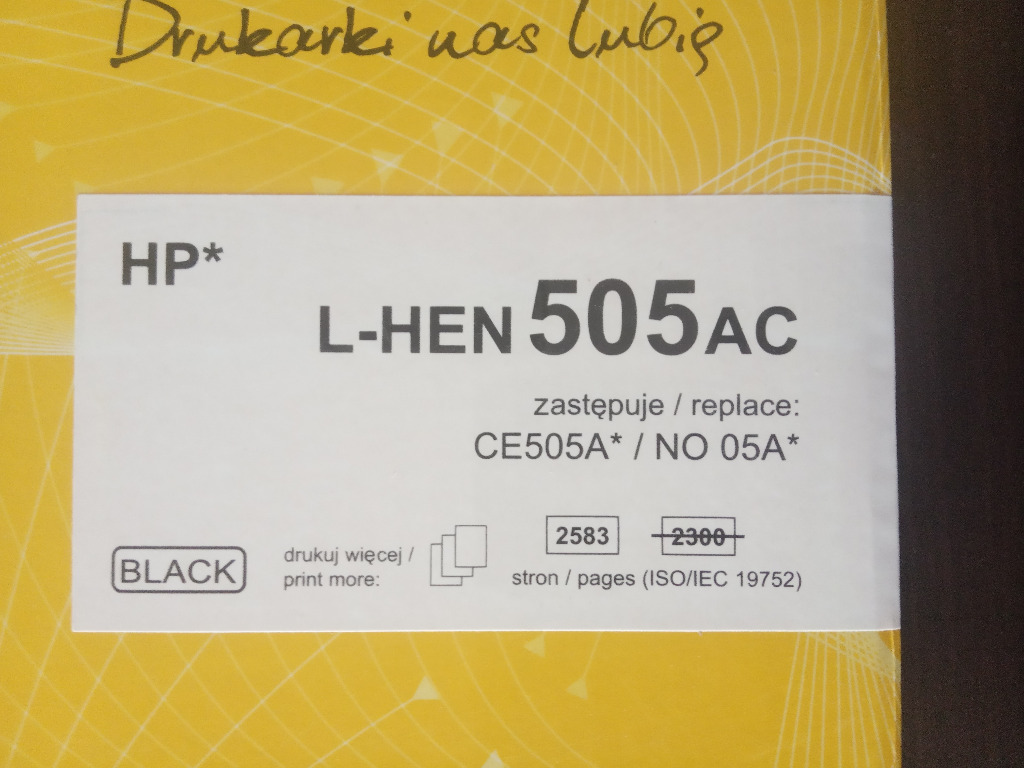 Drukarki nas lubią
HP*
L-HEN 505AC
zastępuje / replace:
CE505A* / NO 05A*
BLACK
drukuj więcej /
print more:
2583 2300
stron / pages (ISO/IEC 19752)